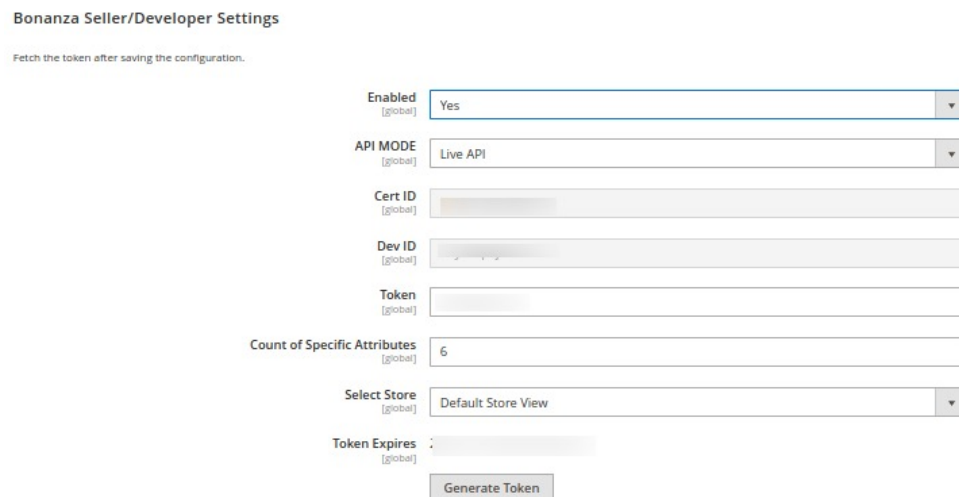 Bonanza Seller/Developer Settings
Fetch the token after saving the configuration.
Enabled
[global]
Yes
API MODE
[global]
Live API
Cert ID
[global]
Dev ID
[global]
Token
[global]
Count of Specific Attributes
[global]
6
Select Store
[global]
Default Store View
Token Expires
[global]
Generate Token